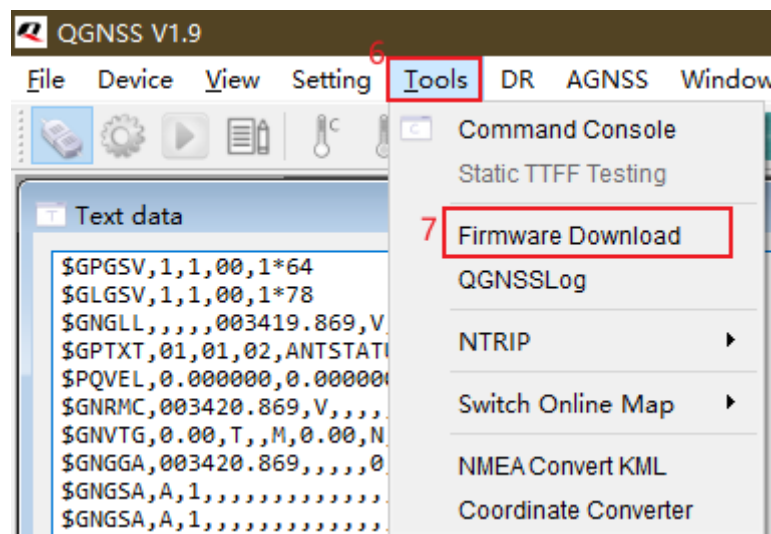 QGNSS V1.9
6
File Device View Setting Tools DR AGNSS Window
Command Console
Static TTFF Testing
7 Firmware Download
QGNSSLog
NTRIP
Switch Online Map
NMEA Convert KML
Coordinate Converter
Text data
$GPGSV,1,1,00,1*64
$GLGSV,1,1,00,1*78
$GNGLL,,,,,003419.869,V
$GPTXT,01,01,02,ANTSTATU
$PQVEL,0.000000,0.000000
$GNRMC,003420.869,V,,,,
$GNVTG,0.00,T,,M,0.00,N
$GNGGA,003420.869,,,,,0
$GNGSA,A,1,,,,,,,,,,,,,
$GNGSA,A,1,,,,,,,,,,,,,